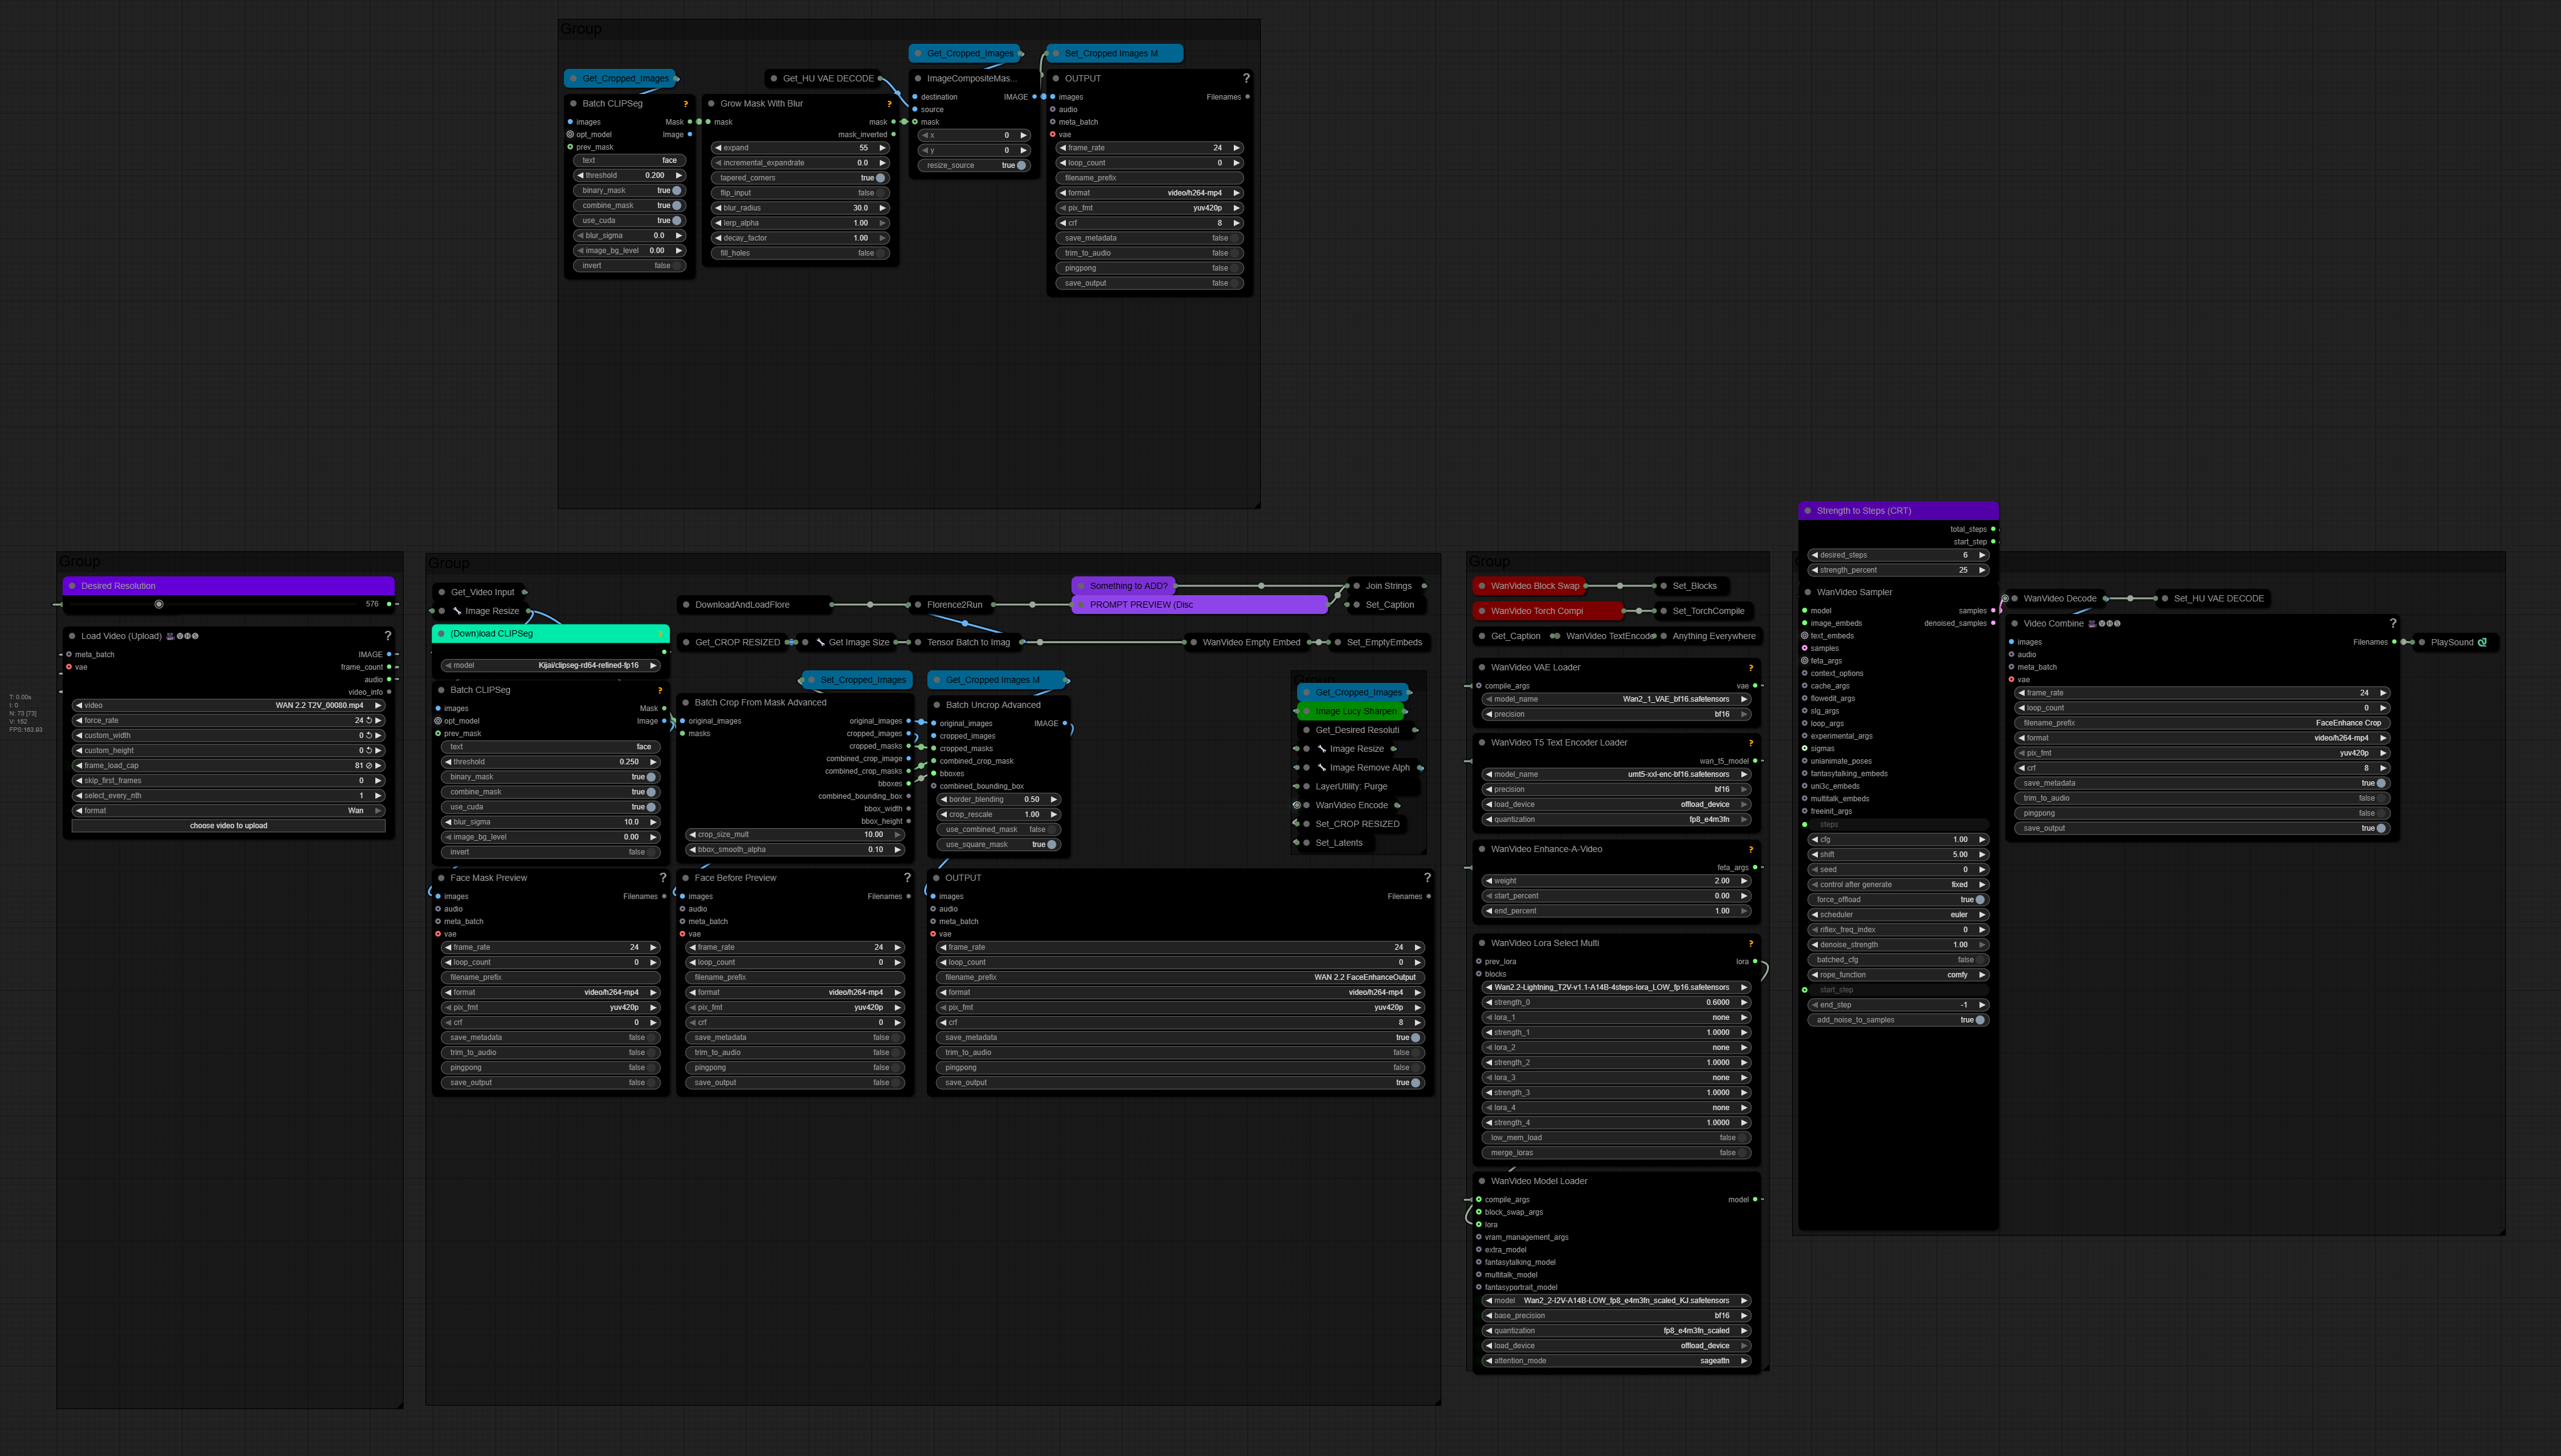 Group
Get_Cropped_Images
Set_Cropped Images M
Get_Cropped_Images
Get_HU VAE DECODE
ImageCompositeMas...
OUTPUT
?
Batch CLIPSeg
?
Grow Mask With Blur
?
destination
IMAGE
source
mask
x
0
y
0
resize_source
true
images
Mask
opt_model
Image
prev_mask
text
face
threshold
0.200
binary_mask
true
combine_mask
true
use_cuda
true
blur_sigma
0.0
image_bg_level
0.00
invert
false
mask
mask
mask_inverted
expand
55
incremental_expandrate
0.0
tapered_corners
true
flip_input
false
blur_radius
30.0
lerp_alpha
1.00
decay_factor
1.00
fill_holes
false
images
Filenames
audio
meta_batch
vae
frame_rate
24
loop_count
0
filename_prefix
format
video/h264-mp4
pix_fmt
yuv420p
crf
8
save_metadata
false
trim_to_audio
false
pingpong
false
save_output
false
T: 0.00s
I: 0
N: 73 [73]
V: 152
FPS:163.93
Group
Desired Resolution
576
Load Video (Upload)
?
meta_batch
IMAGE
vae
frame_count
audio
video_info
video
WAN 2.2 T2V_00080.mp4
force_rate
24
custom_width
0
custom_height
0
frame_load_cap
81
skip_first_frames
0
select_every_nth
1
format
Wan
choose video to upload
Group
Get_Video Input
Image Resize
(Down)load CLIPSeg
?
model
Kijai/clipseg-rd64-refined-fp16
Batch CLIPSeg
?
images
Mask
opt_model
Image
prev_mask
text
face
threshold
0.250
binary_mask
true
combine_mask
true
use_cuda
true
blur_sigma
10.0
image_bg_level
0.00
invert
false
DownloadAndLoadFlore
Florence2Run
Something to ADD?
PROMPT PREVIEW (Disc
Join Strings
Set_Caption
Get_CROP RESIZED
Get Image Size
Tensor Batch to Imag
WanVideo Empty Embed
Set_EmptyEmbeds
Set_Cropped_Images
Get_Cropped Images M
Batch Crop From Mask Advanced
original_images
original_images
masks
cropped_images
cropped_masks
combined_crop_image
combined_crop_masks
bboxes
combined_bounding_box
bbox_width
bbox_height
crop_size_mult
10.00
bbox_smooth_alpha
0.10
Batch Uncrop Advanced
original_images
IMAGE
cropped_images
cropped_masks
combined_crop_mask
bboxes
combined_bounding_box
border_blending
0.50
crop_rescale
1.00
use_combined_mask
false
use_square_mask
true
Group
Get_Cropped_Images
Image Lucy Sharpen
Get_Desired Resoluti
Image Resize
Image Remove Alph
LayerUtility: Purge
WanVideo Encode
Set_CROP RESIZED
Set_Latents
Face Mask Preview
?
images
Filenames
audio
meta_batch
vae
frame_rate
24
loop_count
0
filename_prefix
format
video/h264-mp4
pix_fmt
yuv420p
crf
0
save_metadata
false
trim_to_audio
false
pingpong
false
save_output
false
Face Before Preview
?
images
Filenames
audio
meta_batch
vae
frame_rate
24
loop_count
0
filename_prefix
format
video/h264-mp4
pix_fmt
yuv420p
crf
0
save_metadata
false
trim_to_audio
false
pingpong
false
save_output
false
OUTPUT
?
images
Filenames
audio
meta_batch
vae
frame_rate
24
loop_count
0
filename_prefix
WAN 2.2 FaceEnhanceOutput
format
video/h264-mp4
pix_fmt
yuv420p
crf
8
save_metadata
true
trim_to_audio
false
pingpong
false
save_output
true
Group
WanVideo Block Swap
Set_Blocks
WanVideo Torch Compi
Set_TorchCompile
Get_Caption
WanVideo TextEncode
Anything Everywhere
WanVideo VAE Loader
?
compile_args
vae
model_name
Wan2_1_VAE_bf16.safetensors
precision
bf16
WanVideo T5 Text Encoder Loader
?
wan_t5_model
model_name
umt5-xxl-enc-bf16.safetensors
precision
bf16
load_device
offload_device
quantization
fp8_e4m3fn
WanVideo Enhance-A-Video
?
feta_args
weight
2.00
start_percent
0.00
end_percent
1.00
WanVideo Lora Select Multi
?
prev_lora
lora
blocks
Wan2.2-Lightning_T2V-v1.1-A14B-4steps-lora_LOW_fp16.safetensors
strength_0
0.6000
lora_1
none
strength_1
1.0000
lora_2
none
strength_2
1.0000
lora_3
none
strength_3
1.0000
lora_4
none
strength_4
1.0000
low_mem_load
false
merge_loras
false
WanVideo Model Loader
compile_args
model
block_swap_args
lora
vram_management_args
extra_model
fantasytalking_model
multitalk_model
fantasyportrait_model
model
Wan2_2-I2V-A14B-LOW_fp8_e4m3fn_scaled_KJ.safetensors
base_precision
bf16
quantization
fp8_e4m3fn_scaled
load_device
offload_device
attention_mode
sageattn
Strength to Steps (CRT)
total_steps
start_step
desired_steps
6
strength_percent
25
WanVideo Sampler
model
samples
image_embeds
denoised_samples
text_embeds
samples
feta_args
context_options
cache_args
flowedit_args
slg_args
loop_args
experimental_args
sigmas
unianimate_poses
fantasytalking_embeds
uni3c_embeds
multitalk_embeds
freeinit_args
steps
cfg
1.00
shift
5.00
seed
0
control after generate
fixed
force_offload
true
scheduler
euler
riflex_freq_index
0
denoise_strength
1.00
batched_cfg
false
rope_function
comfy
start_step
end_step
-1
add_noise_to_samples
true
WanVideo Decode
Set_HU VAE DECODE
Video Combine
?
images
Filenames
audio
meta_batch
vae
frame_rate
24
loop_count
0
filename_prefix
FaceEnhance Crop
format
video/h264-mp4
pix_fmt
yuv420p
crf
8
save_metadata
true
trim_to_audio
false
pingpong
false
save_output
true
PlaySound